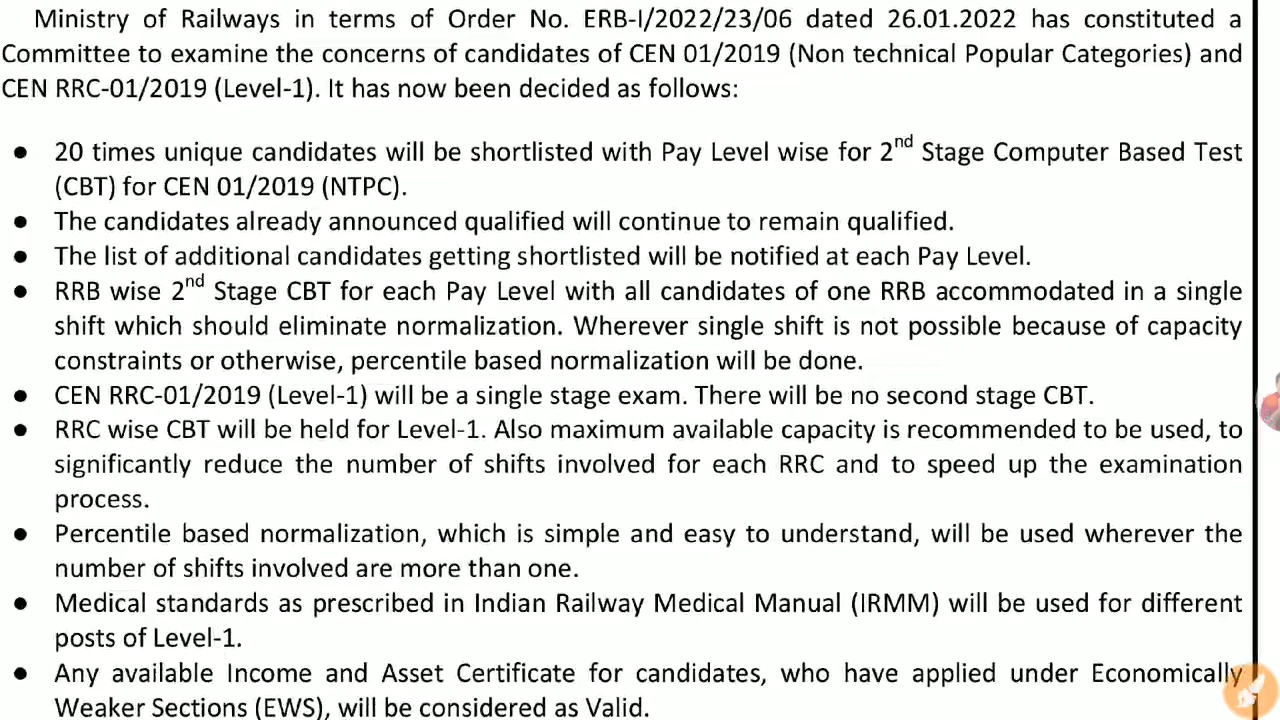 Ministry of Railways in terms of Order No. ERB-I/2022/23/06 dated 26.01.2022 has constituted a
Committee to examine the concerns of candidates of CEN 01/2019 (Non technical Popular Categories) and
CEN RRC-01/2019 (Level-1). It has now been decided as follows:
● 20 times unique candidates will be shortlisted with Pay Level wise for 2nd Stage Computer Based Test
(CBT) for CEN 01/2019 (NTPC).
● The candidates already announced qualified will continue to remain qualified.
● The list of additional candidates getting shortlisted will be notified at each Pay Level.
● RRB wise 2nd Stage CBT for each Pay Level with all candidates of one RRB accommodated in a single
shift which should eliminate normalization. Wherever single shift is not possible because of capacity
constraints or otherwise, percentile based normalization will be done.
● CEN RRC-01/2019 (Level-1) will be a single stage exam. There will be no second stage CBT.
● RRC wise CBT will be held for Level-1. Also maximum available capacity is recommended to be used, to
significantly reduce the number of shifts involved for each RRC and to speed up the examination
process.
● Percentile based normalization, which is simple and easy to understand, will be used wherever the
number of shifts involved are more than one.
● Medical standards as prescribed in Indian Railway Medical Manual (IRMM) will be used for different
posts of Level-1.
● Any available Income and Asset Certificate for candidates, who have applied under Economically
Weaker Sections (EWS), will be considered as Valid.